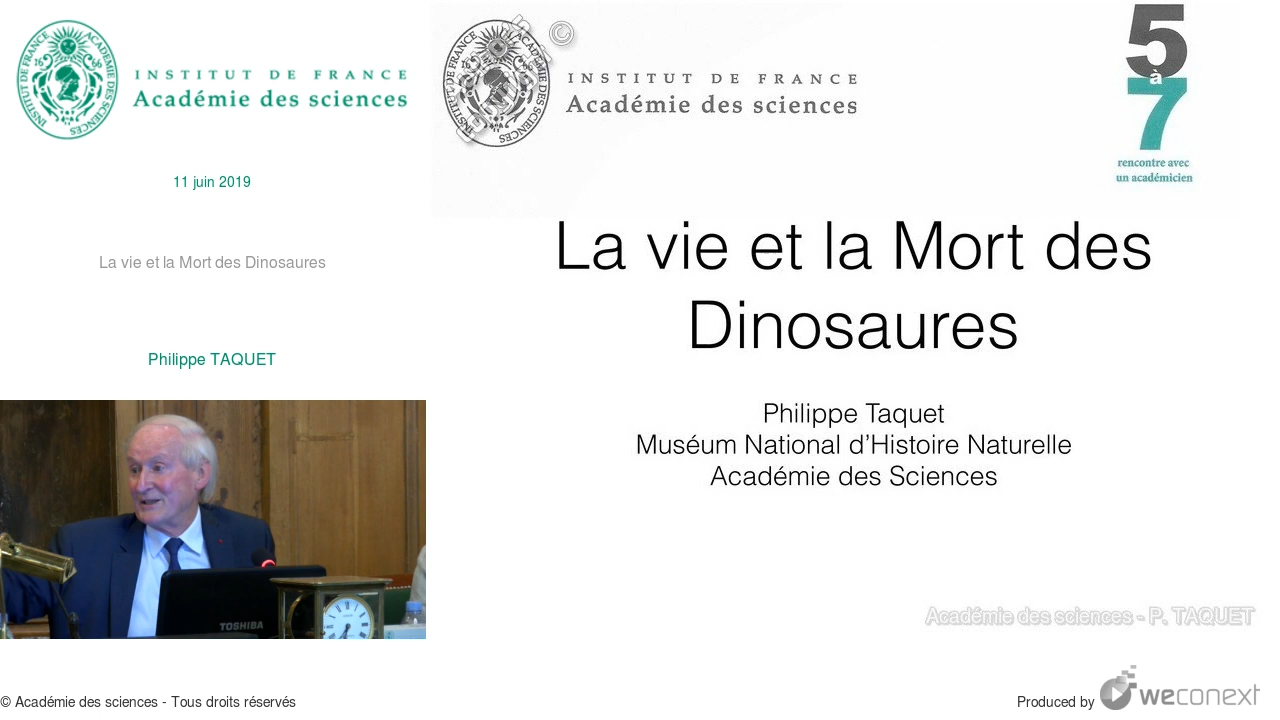 INSTITUT DE FRANCE
Académie des sciences
11 juin 2019
La vie et la Mort des Dinosaures
Philippe TAQUET
TOSHIBA
INSTITUT DE FRANCE
Académie des sciences
5
à
7
rencontre avec
un académicien
La vie et la Mort des
Dinosaures
Philippe Taquet
Muséum National d’Histoire Naturelle
Académie des Sciences
Académie des sciences - P. TAQUET
© Académie des sciences - Tous droits réservés
Produced by weconext